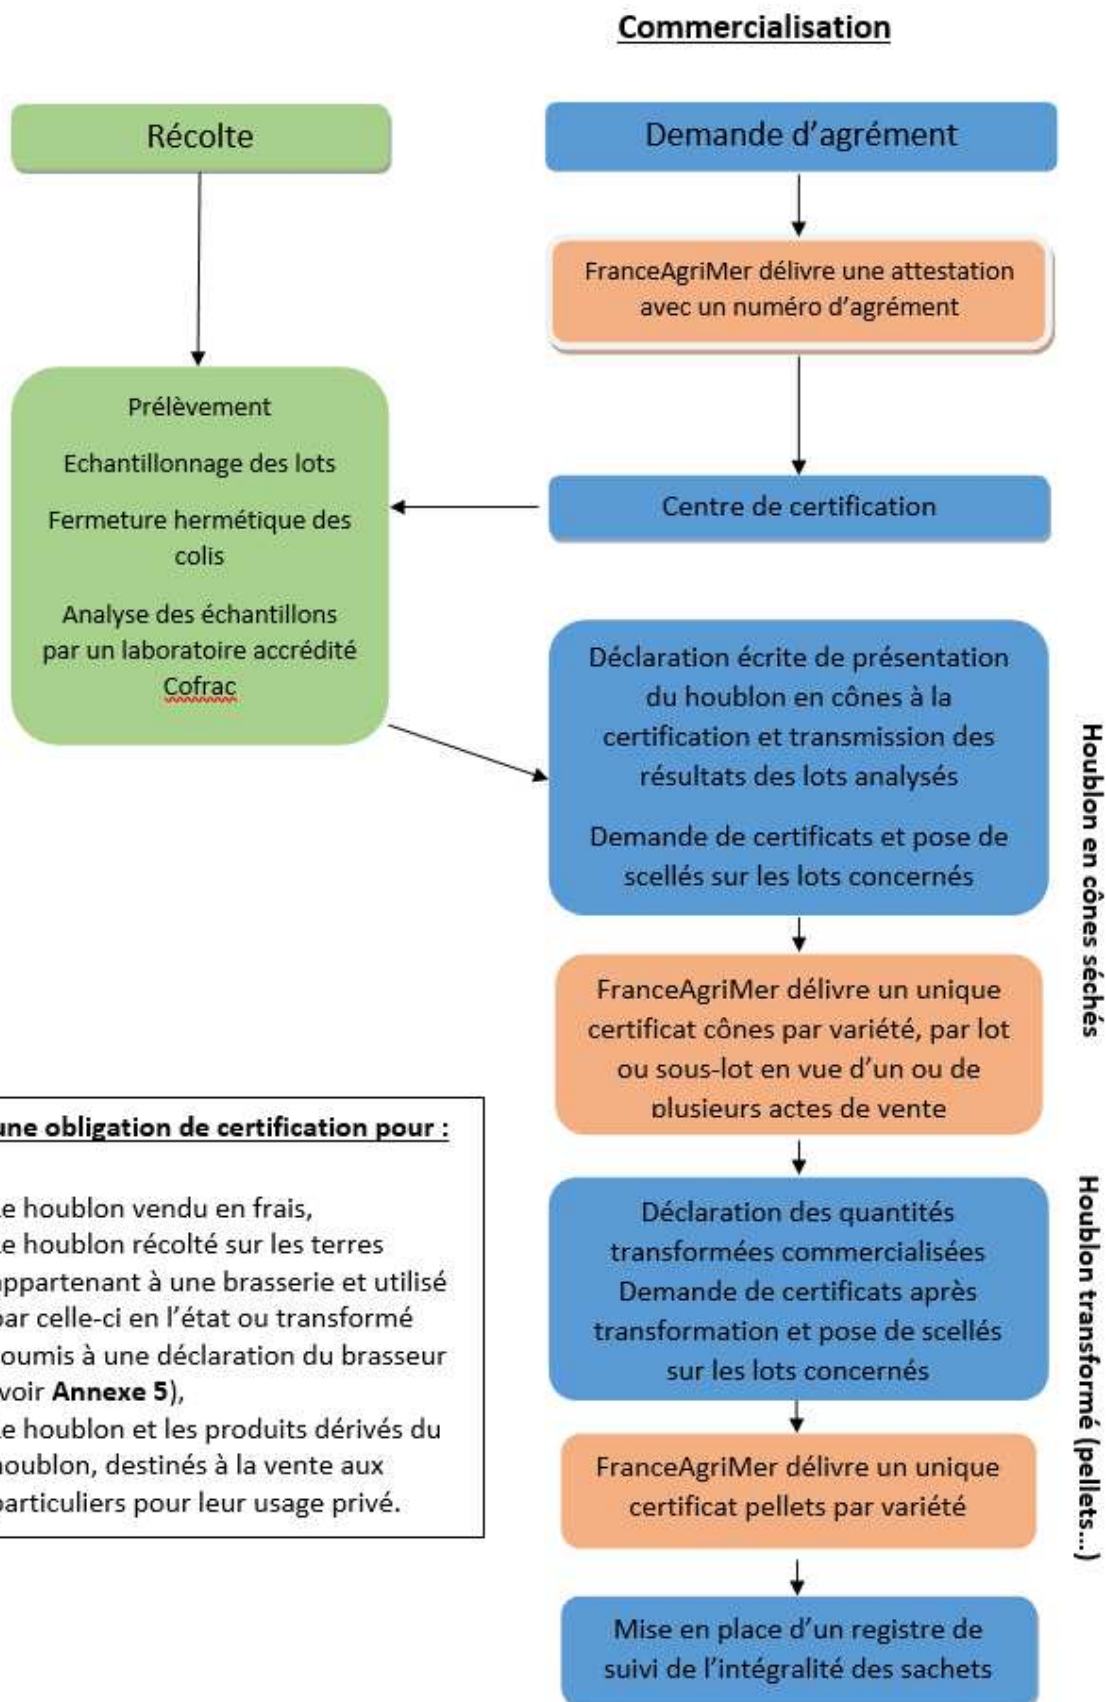 Commercialisation
Récolte
Demande d'agrément
FranceAgriMer délivre une attestation
avec un numéro d'agrément
Prélèvement
Echantillonnage des lots
Fermeture hermétique des
colis
Analyse des échantillons
par un laboratoire accrédité
Cofrac
Centre de certification
Déclaration écrite de présentation
du houblon en cônes à la
certification et transmission des
résultats des lots analysés
Demande de certificats et pose de
scellés sur les lots concernés
Houblon en cônes séchés
FranceAgriMer délivre un unique
certificat cônes par variété, par lot
ou sous-lot en vue d'un ou de
plusieurs actes de vente
une obligation de certification pour :
e houblon vendu en frais,
e houblon récolté sur les terres
appartenant à une brasserie et utilisé
par celle-ci en l'état ou transformé
oumis à une déclaration du brasseur
voir Annexe 5),
e houblon et les produits dérivés du
houblon, destinés à la vente aux
particuliers pour leur usage privé.
Déclaration des quantités
transformées commercialisées
Demande de certificats après
transformation et pose de scellés
sur les lots concernés
Houblon transformé (pellets...)
FranceAgriMer délivre un unique
certificat pellets par variété
Mise en place d'un registre de
suivi de l'intégralité des sachets